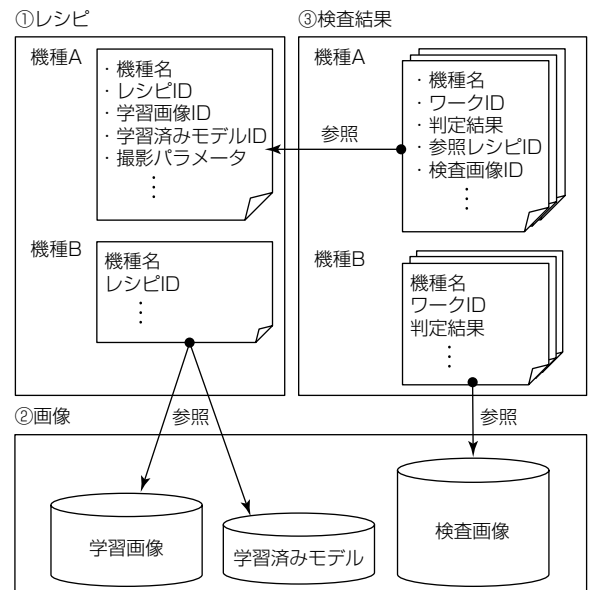 ①レシピ
機種A
・機種名
・レシピID
・学習画像ID
・学習済みモデルID
・撮影パラメータ
⋮
機種B
機種名
レシピID
⋮
③検査結果
機種A
・機種名
・ワークID
・判定結果
・参照レシピID
・検査画像ID
⋮
参照
機種B
機種名
ワークID
判定結果
⋮
②画像
参照
参照
学習画像
学習済みモデル
検査画像